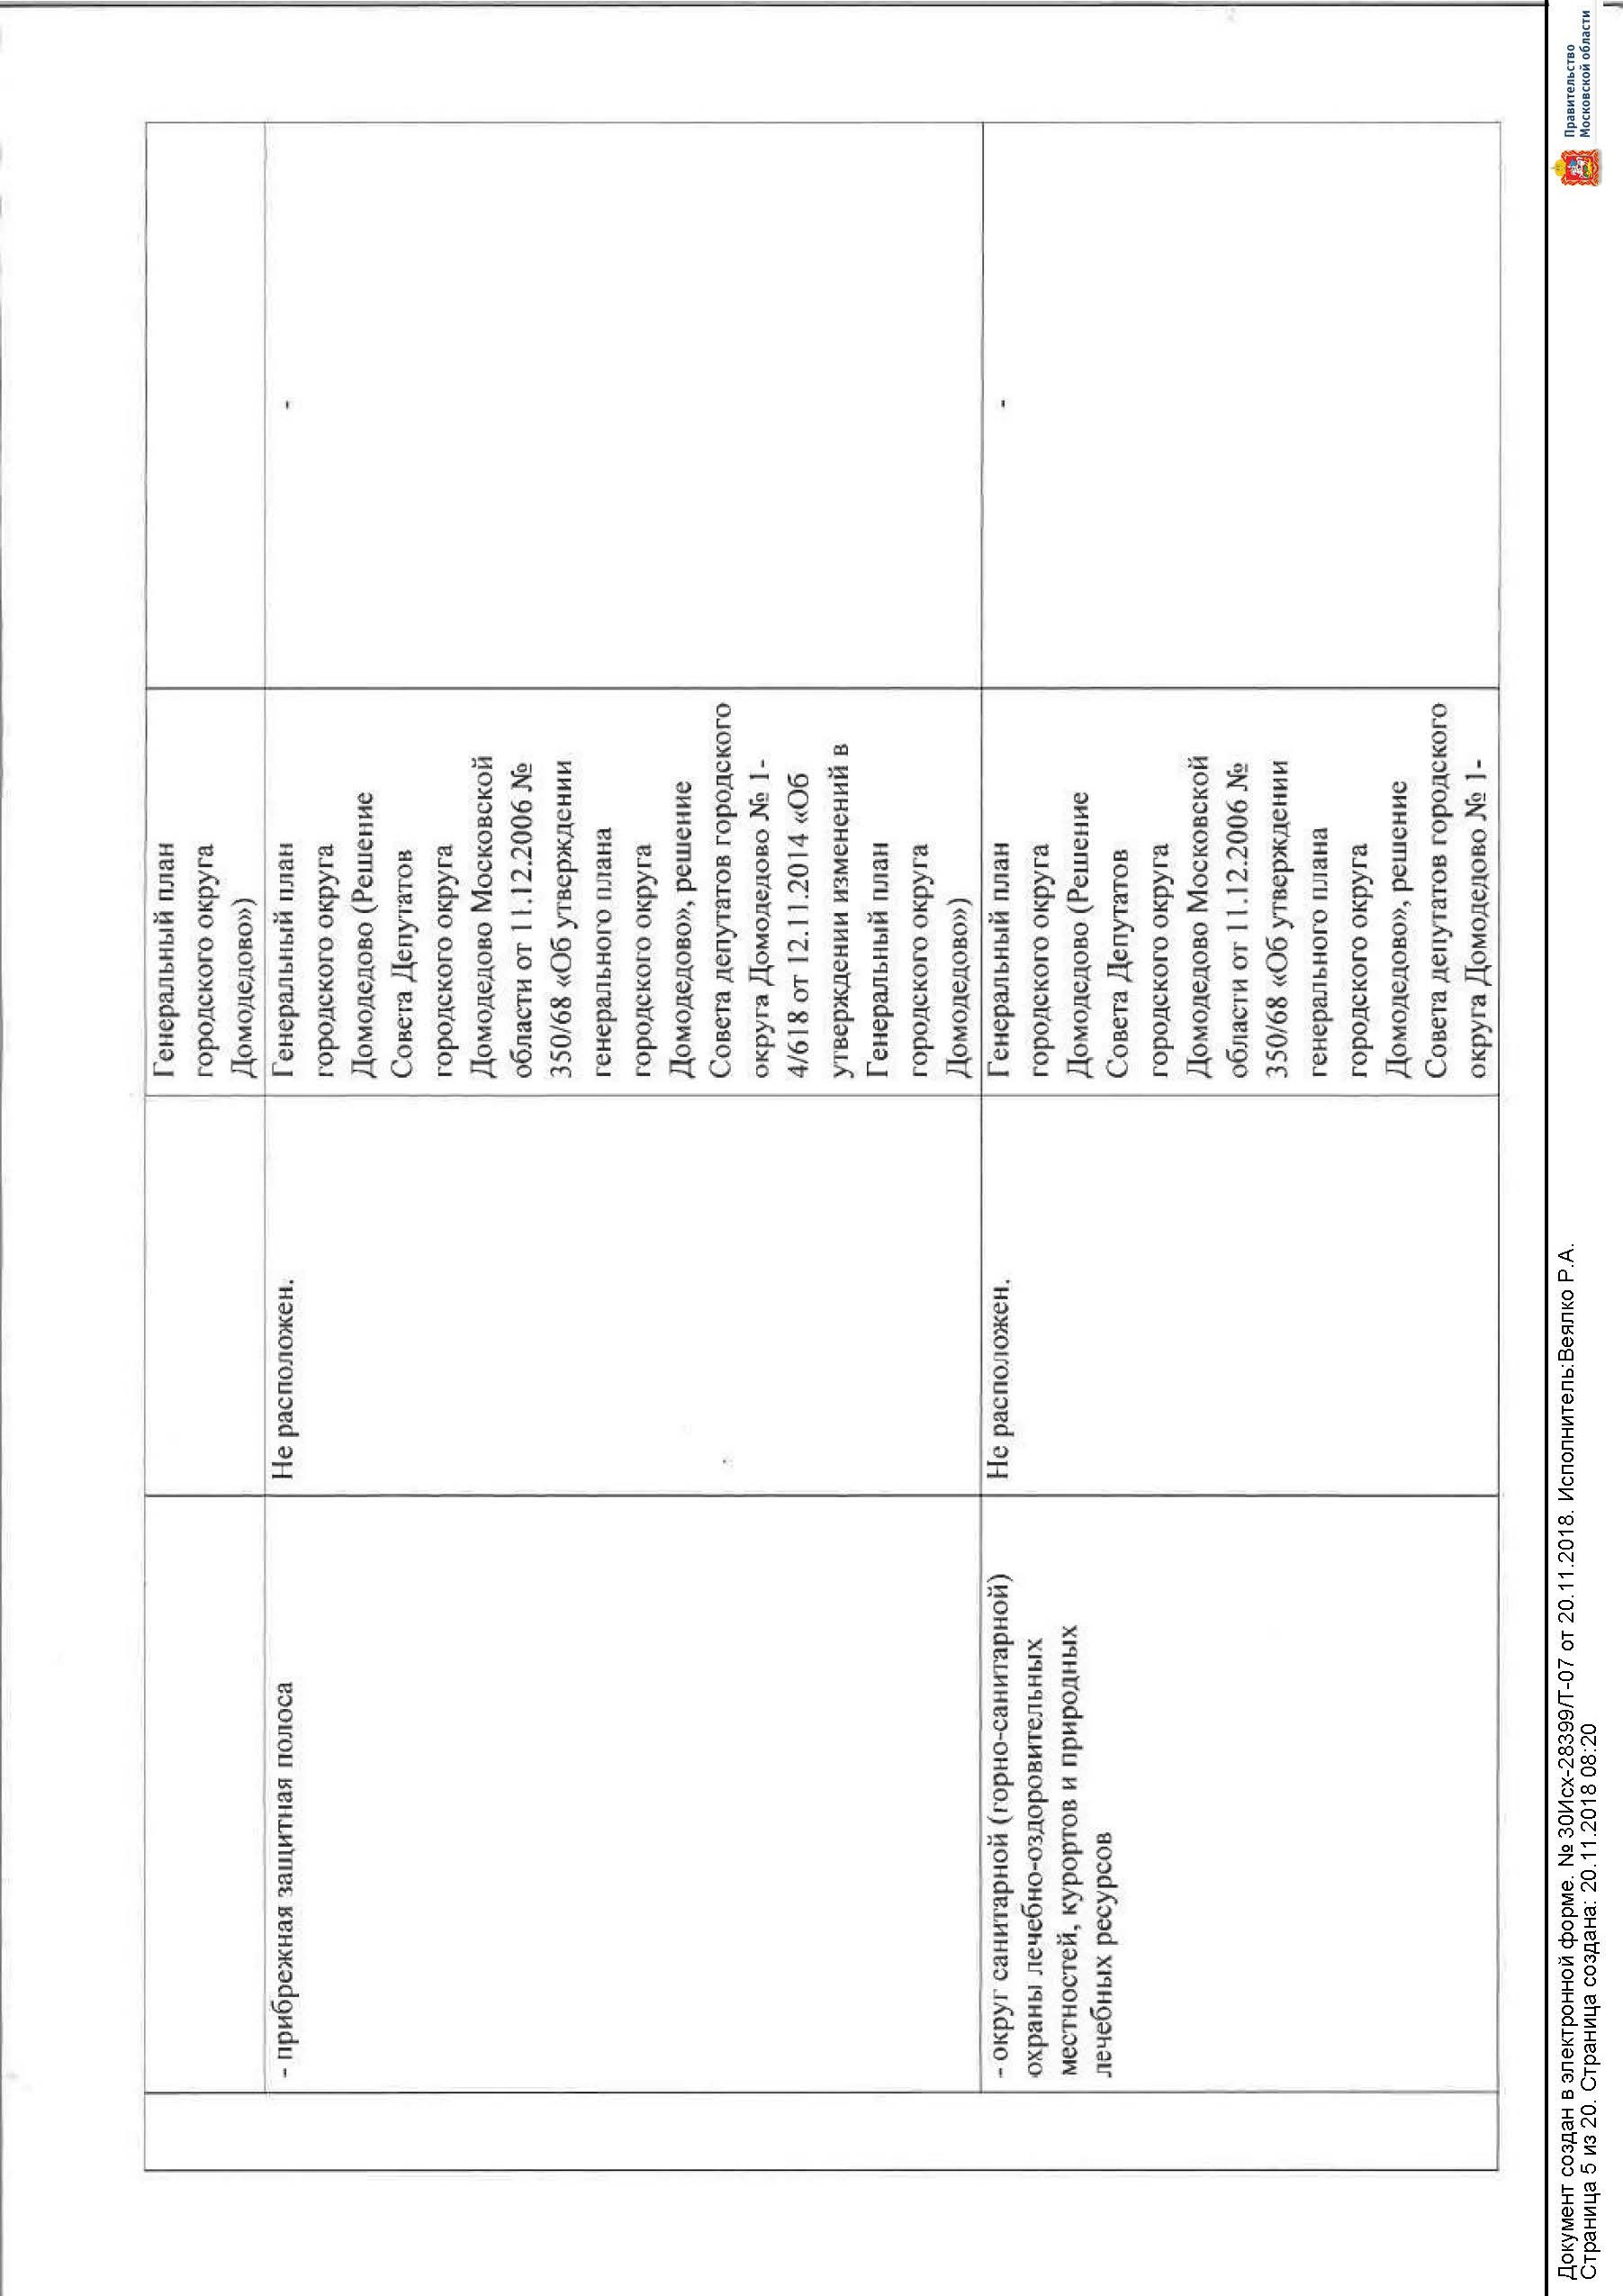 Генеральный план
городского округа
Домодедово»)
- прибрежная защитная полоса
Не расположен.
Генеральный план
городского округа
Домодедово (Решение
Совета Депутатов
городского округа
Домодедово Московской
области от 11.12.2006 №
350/68 «Об утверждении
генерального плана
городского округа
Домодедово», решение
Совета депутатов городского
округа Домодедово № 1-
4/618 от 12.11.2014 «Об
утверждении изменений в
Генеральный план
городского округа
Домодедово»)
-
- округ санитарной (горно-санитарной)
охраны лечебно-оздоровительных
местностей, курортов и природных
лечебных ресурсов
Не расположен.
Генеральный план
городского округа
Домодедово (Решение
Совета Депутатов
городского округа
Домодедово Московской
области от 11.12.2006 №
350/68 «Об утверждении
генерального плана
городского округа
Домодедово», решение
Совета депутатов городского
округа Домодедово № 1-
-
Документ создан в электронной форме. № 30Исх-28399/Т-07 от 20.11.2018. Исполнитель:Веялко Р.А.
Страница 5 из 20. Страница создана: 20.11.2018 08:20
Правительство
Московской области